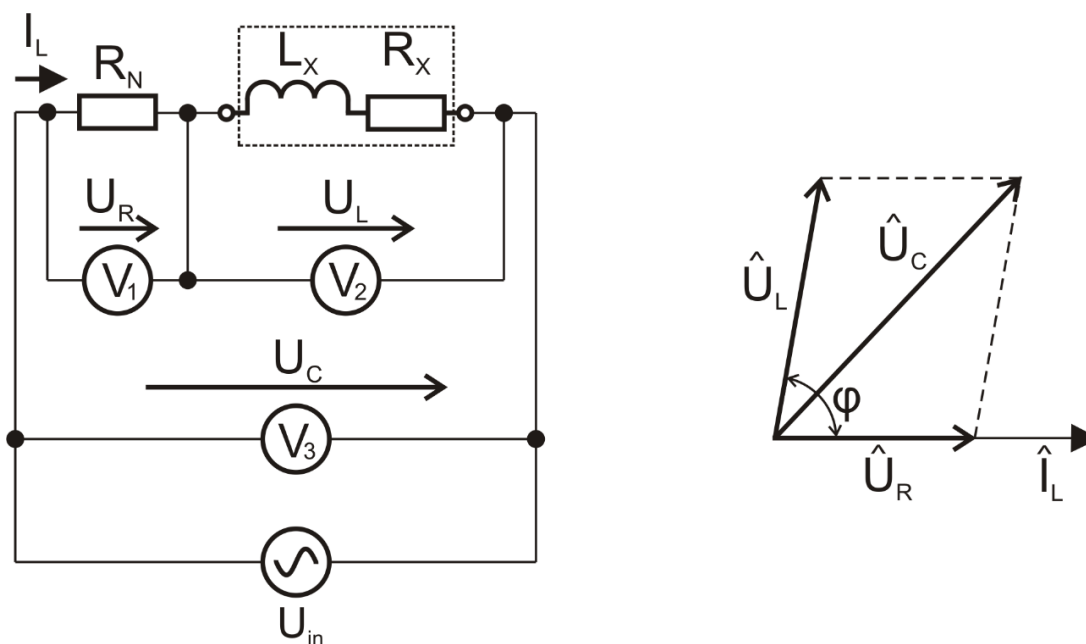 I_L
R_N
L_X
R_X
U_R
U_L
V_1
V_2
U_C
V_3
U_in
Û_L
Û_C
φ
Û_R
Î_L